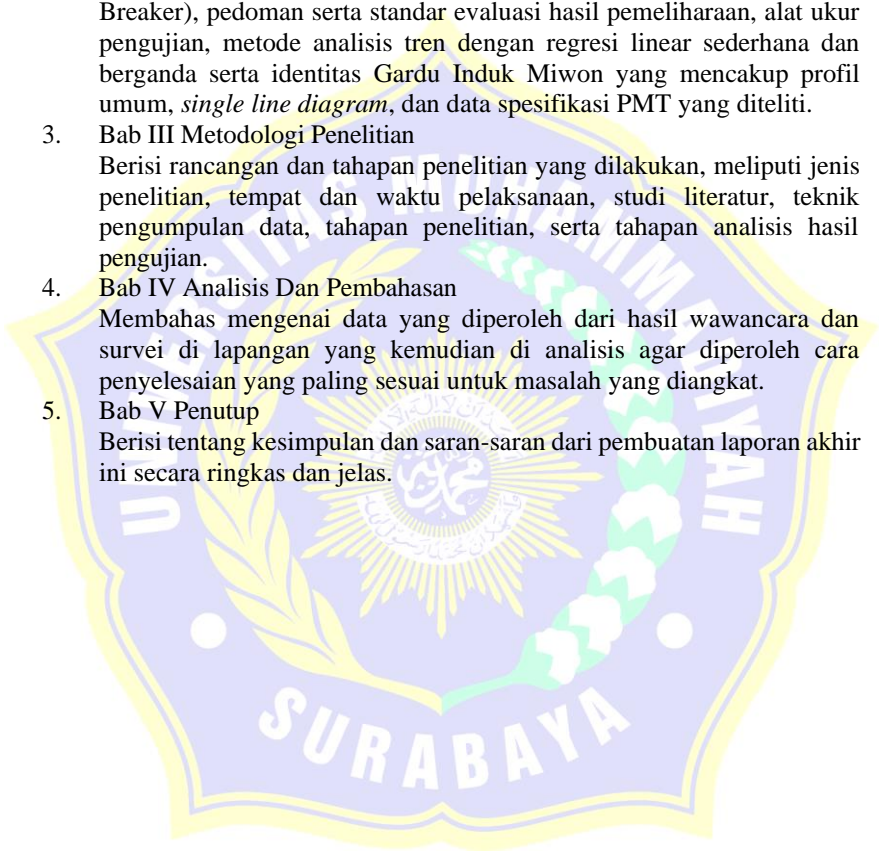 Breaker), pedoman serta standar evaluasi hasil pemeliharaan, alat ukur
pengujian, metode analisis tren dengan regresi linear sederhana dan
berganda serta identitas Gardu Induk Miwon yang mencakup profil
umum, single line diagram, dan data spesifikasi PMT yang diteliti.
3. Bab III Metodologi Penelitian
Berisi rancangan dan tahapan penelitian yang dilakukan, meliputi jenis
penelitian, tempat dan waktu pelaksanaan, studi literatur, teknik
pengumpulan data, tahapan penelitian, serta tahapan analisis hasil
pengujian.
4. Bab IV Analisis Dan Pembahasan
Membahas mengenai data yang diperoleh dari hasil wawancara dan
survei di lapangan yang kemudian di analisis agar diperoleh cara
penyelesaian yang paling sesuai untuk masalah yang diangkat.
5. Bab V Penutup
Berisi tentang kesimpulan dan saran-saran dari pembuatan laporan akhir
ini secara ringkas dan jelas.
UNIVERSITAS MUHAMMADIYAH
SURABAYA